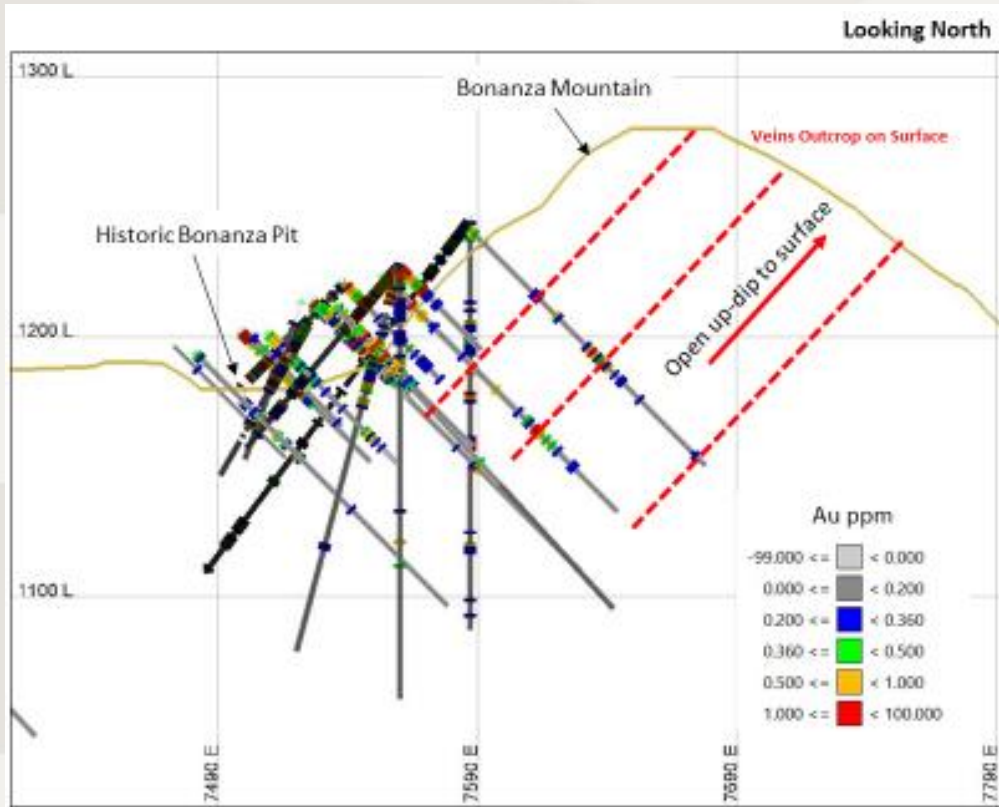 Looking North
1300 L
Bonanza Mountain
Veins Outcrop on Surface
Historic Bonanza Pit
Open up-dip to surface
1200 L
Au ppm
-99.000 <= < 0.000
0.000 <= < 0.200
0.200 <= < 0.360
0.360 <= < 0.500
0.500 <= < 1.000
1.000 <= < 100.000
1100 L
7490 E
7590 E
7690 E
7790 E